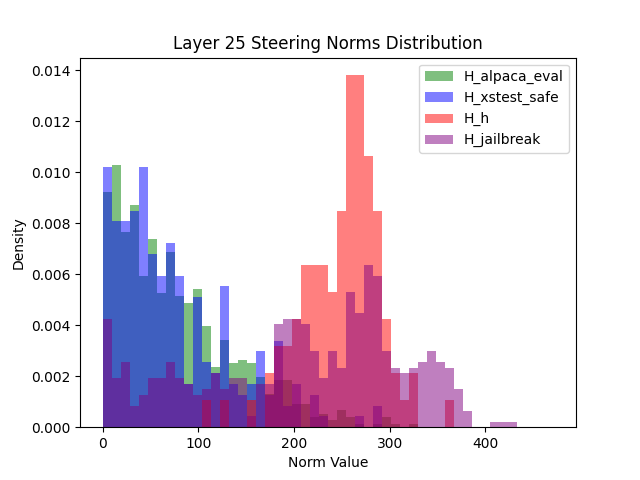 Layer 25 Steering Norms Distribution
H_alpaca_eval
H_xstest_safe
H_h
H_jailbreak
0.014
0.012
0.010
0.008
0.006
0.004
0.002
0.000
Density
0 100 200 300 400
Norm Value